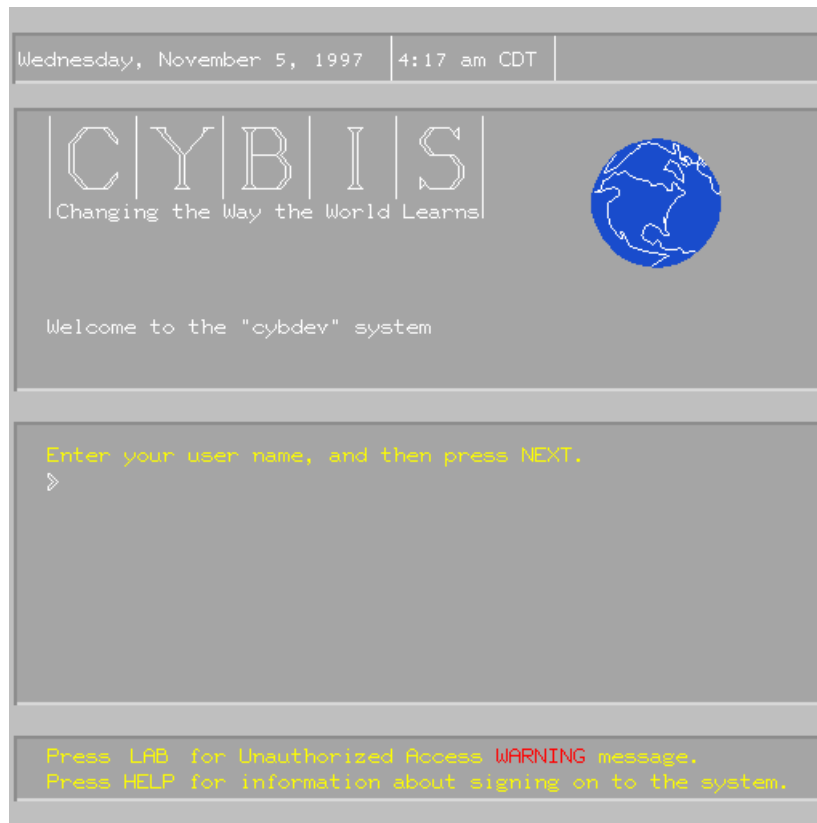 Wednesday, November 5, 1997 4:17 am CDT
CYBIS
Changing the Way the World Learns
Welcome to the "cybdev" system
Enter your user name, and then press NEXT.
>
Press LAB for Unauthorized Access WARNING message.
Press HELP for information about signing on to the system.